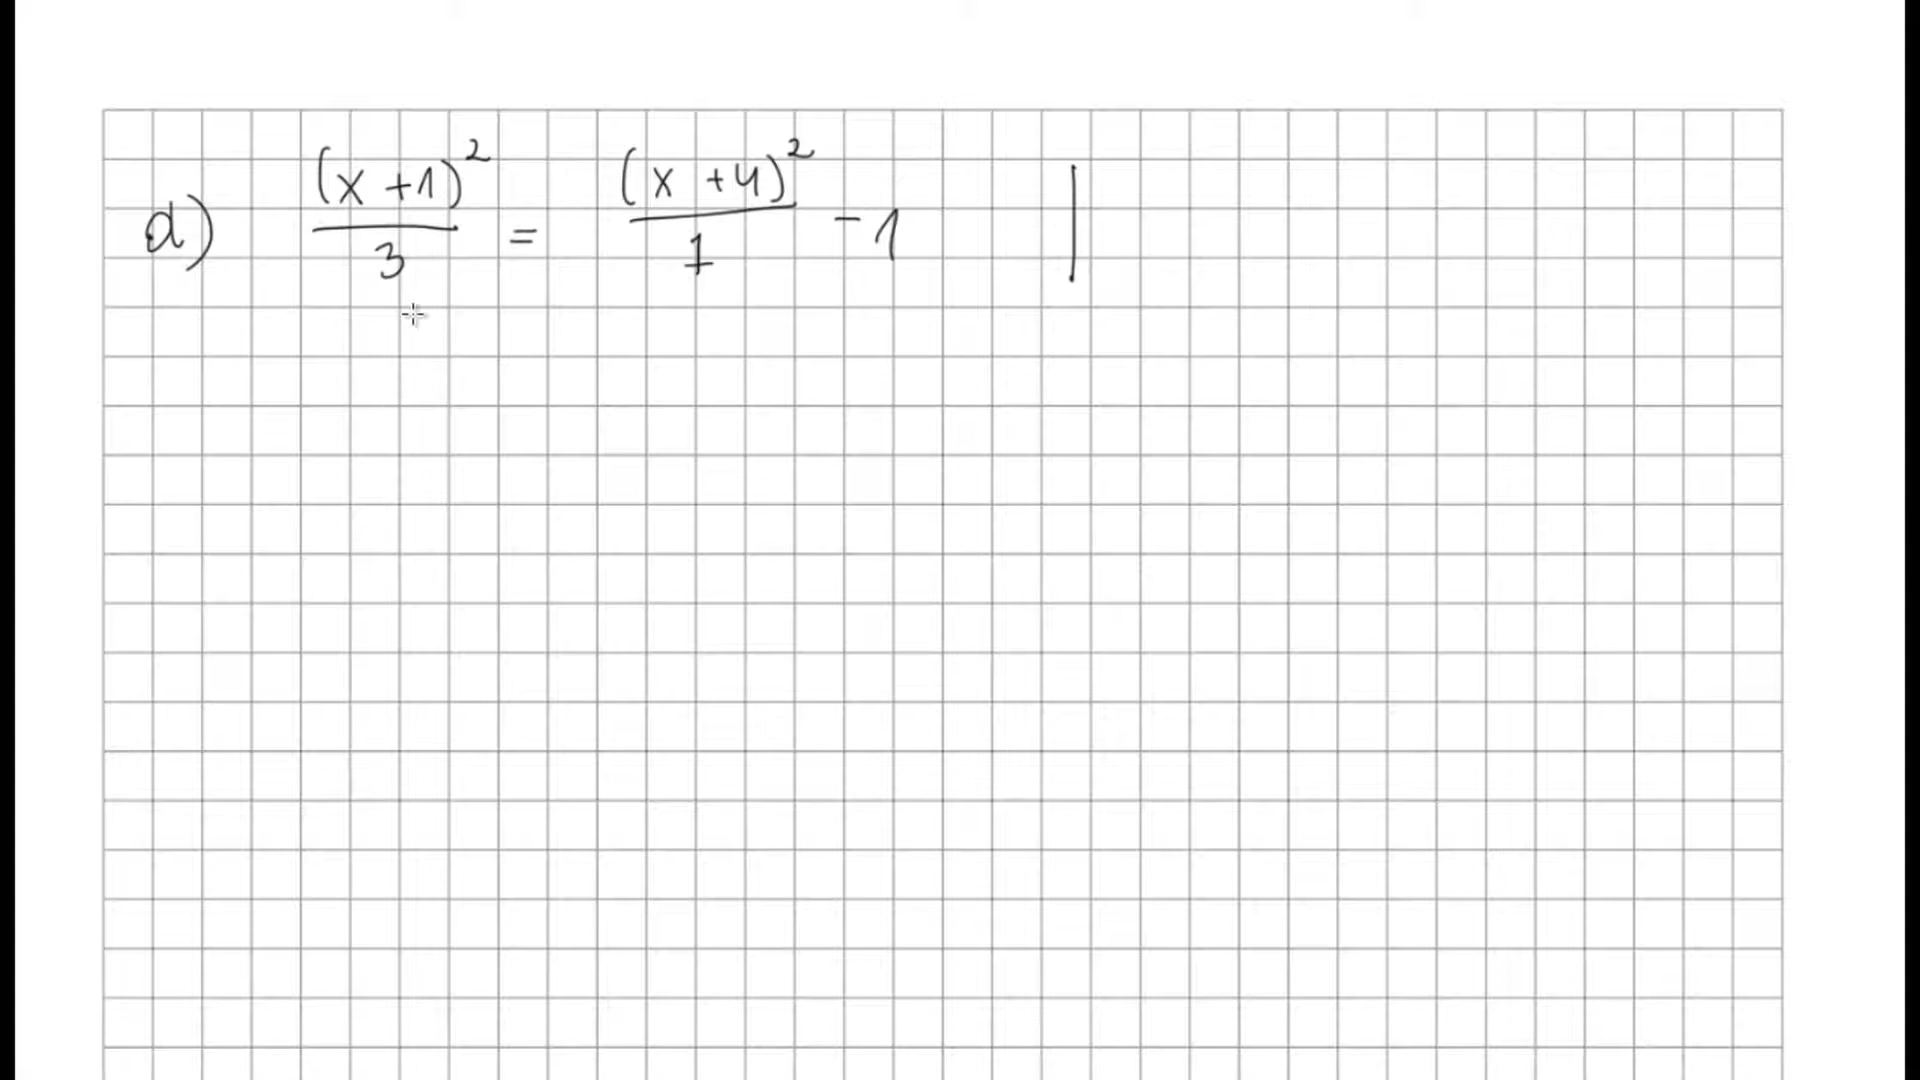 d) (x+1)²/3 = (x+4)²/7 - 1 |